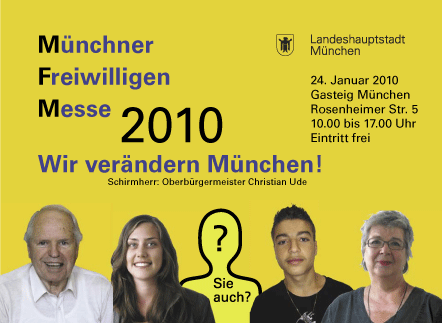 Münchner
Freiwilligen
Messe 2010
Wir verändern München!
Schirmherr: Oberbürgermeister Christian Ude
Landeshauptstadt
München
24. Januar 2010
Gasteig München
Rosenheimer Str. 5
10.00 bis 17.00 Uhr
Eintritt frei
?
Sie
auch?